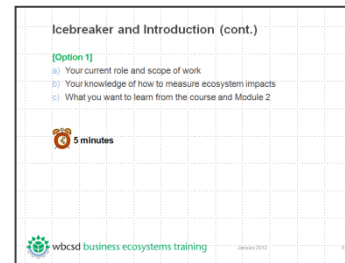 Icebreaker and Introduction (cont.)
[Option 1]
a) Your current role and scope of work
b) Your knowledge of how to measure ecosystem impacts
c) What you want to learn from the course and Module 2
5 minutes
wbcsd business ecosystems training
January 2012